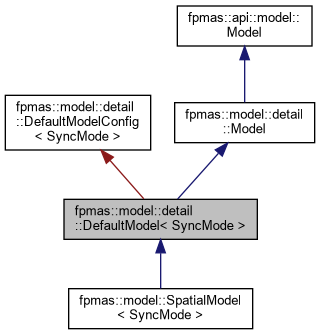 fpmas::api::model::
Model
fpmas::model::detail
::DefaultModelConfig
< SyncMode >
fpmas::model::detail
::Model
fpmas::model::detail
::DefaultModel< SyncMode >
fpmas::model::SpatialModel
< SyncMode >